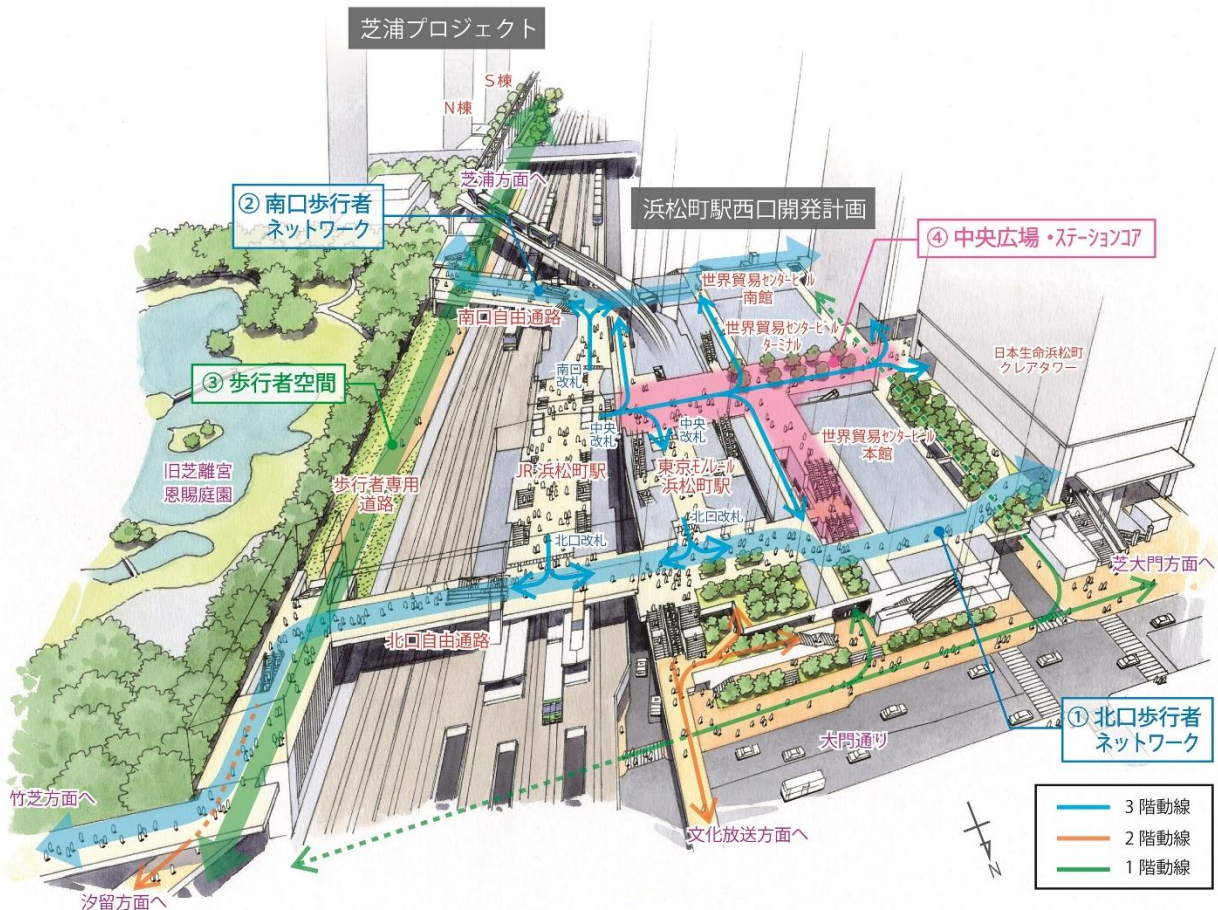 芝浦プロジェクト
S棟
N棟
芝浦方面へ
② 南口歩行者
ネットワーク
浜松町駅西口開発計画
④ 中央広場・ステーションコア
世界貿易センタービル
南館
南口自由通路
世界貿易センタービル
ターミナル
日本生命浜松町
クレアタワー
③ 歩行者空間
南口
改札
中央
改札
中央
改札
世界貿易センタービル
本館
旧芝離宮
恩賜庭園
歩行者専用
道路
JR浜松町駅
東京モノレール
浜松町駅
北口改札
北口改札
芝大門方面へ
北口自由通路
① 北口歩行者
ネットワーク
大門通り
竹芝方面へ
文化放送方面へ
汐留方面へ
3階動線
2階動線
1階動線
N